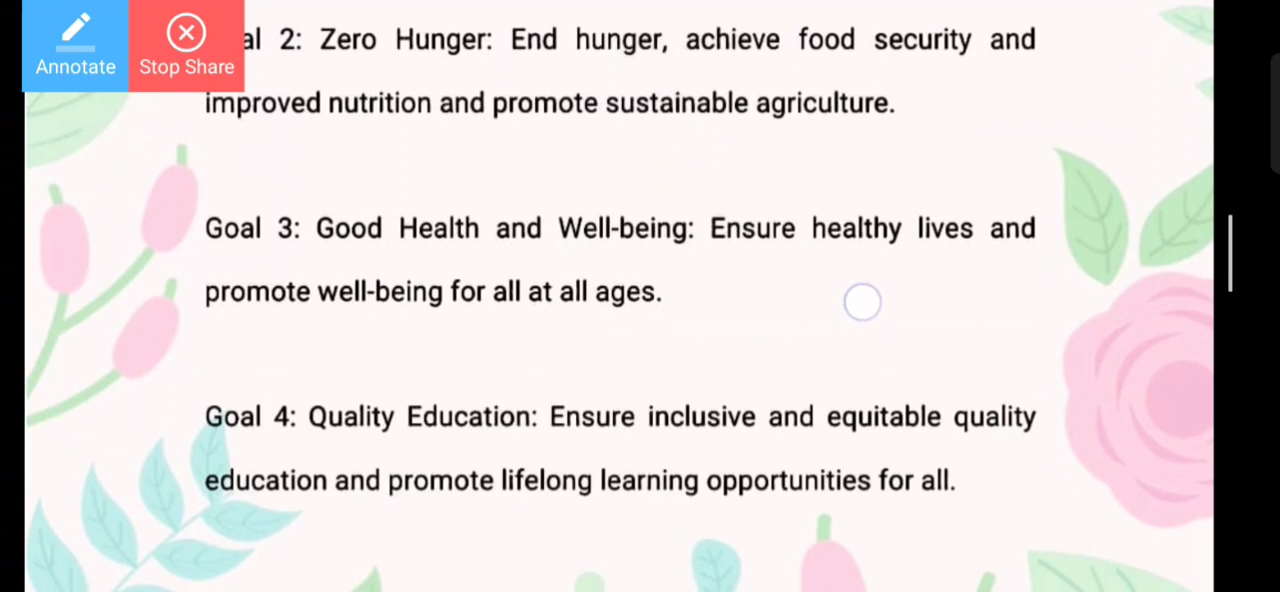 Annotate
Stop Share
al 2: Zero Hunger: End hunger, achieve food security and
improved nutrition and promote sustainable agriculture.
Goal 3: Good Health and Well-being: Ensure healthy lives and
promote well-being for all at all ages.
Goal 4: Quality Education: Ensure inclusive and equitable quality
education and promote lifelong learning opportunities for all.